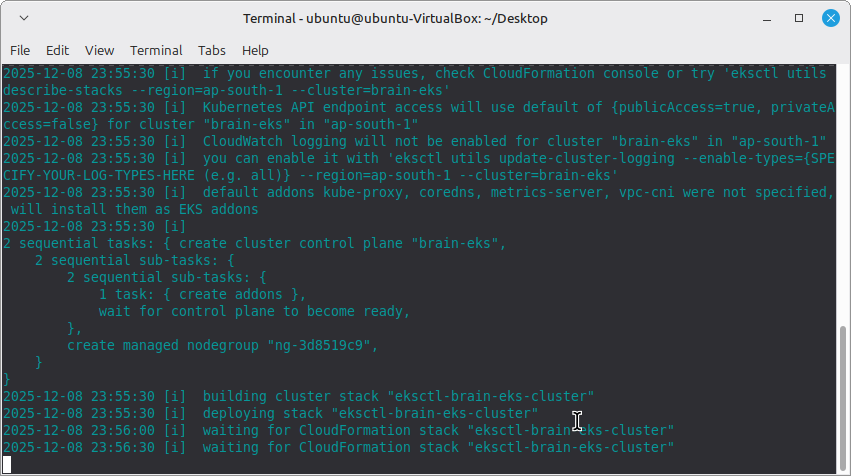 Terminal - ubuntu@ubuntu-VirtualBox: ~/Desktop
File Edit View Terminal Tabs Help
2025-12-08 23:55:30 [i]  if you encounter any issues, check CloudFormation console or try 'eksctl utils
describe-stacks --region=ap-south-1 --cluster=brain-eks'
2025-12-08 23:55:30 [i]  Kubernetes API endpoint access will use default of {publicAccess=true, privateA
ccess=false} for cluster "brain-eks" in "ap-south-1"
2025-12-08 23:55:30 [i]  CloudWatch logging will not be enabled for cluster "brain-eks" in "ap-south-1"
2025-12-08 23:55:30 [i]  you can enable it with 'eksctl utils update-cluster-logging --enable-types={SPE
CIFY-YOUR-LOG-TYPES-HERE (e.g. all)} --region=ap-south-1 --cluster=brain-eks'
2025-12-08 23:55:30 [i]  default addons kube-proxy, coredns, metrics-server, vpc-cni were not specified,
 will install them as EKS addons
2025-12-08 23:55:30 [i]
2 sequential tasks: { create cluster control plane "brain-eks",
    2 sequential sub-tasks: {
        2 sequential sub-tasks: {
            1 task: { create addons },
            wait for control plane to become ready,
        },
        create managed nodegroup "ng-3d8519c9",
    }
}
2025-12-08 23:55:30 [i]  building cluster stack "eksctl-brain-eks-cluster"
2025-12-08 23:55:30 [i]  deploying stack "eksctl-brain-eks-cluster"
2025-12-08 23:56:00 [i]  waiting for CloudFormation stack "eksctl-brain-eks-cluster"
2025-12-08 23:56:30 [i]  waiting for CloudFormation stack "eksctl-brain-eks-cluster"